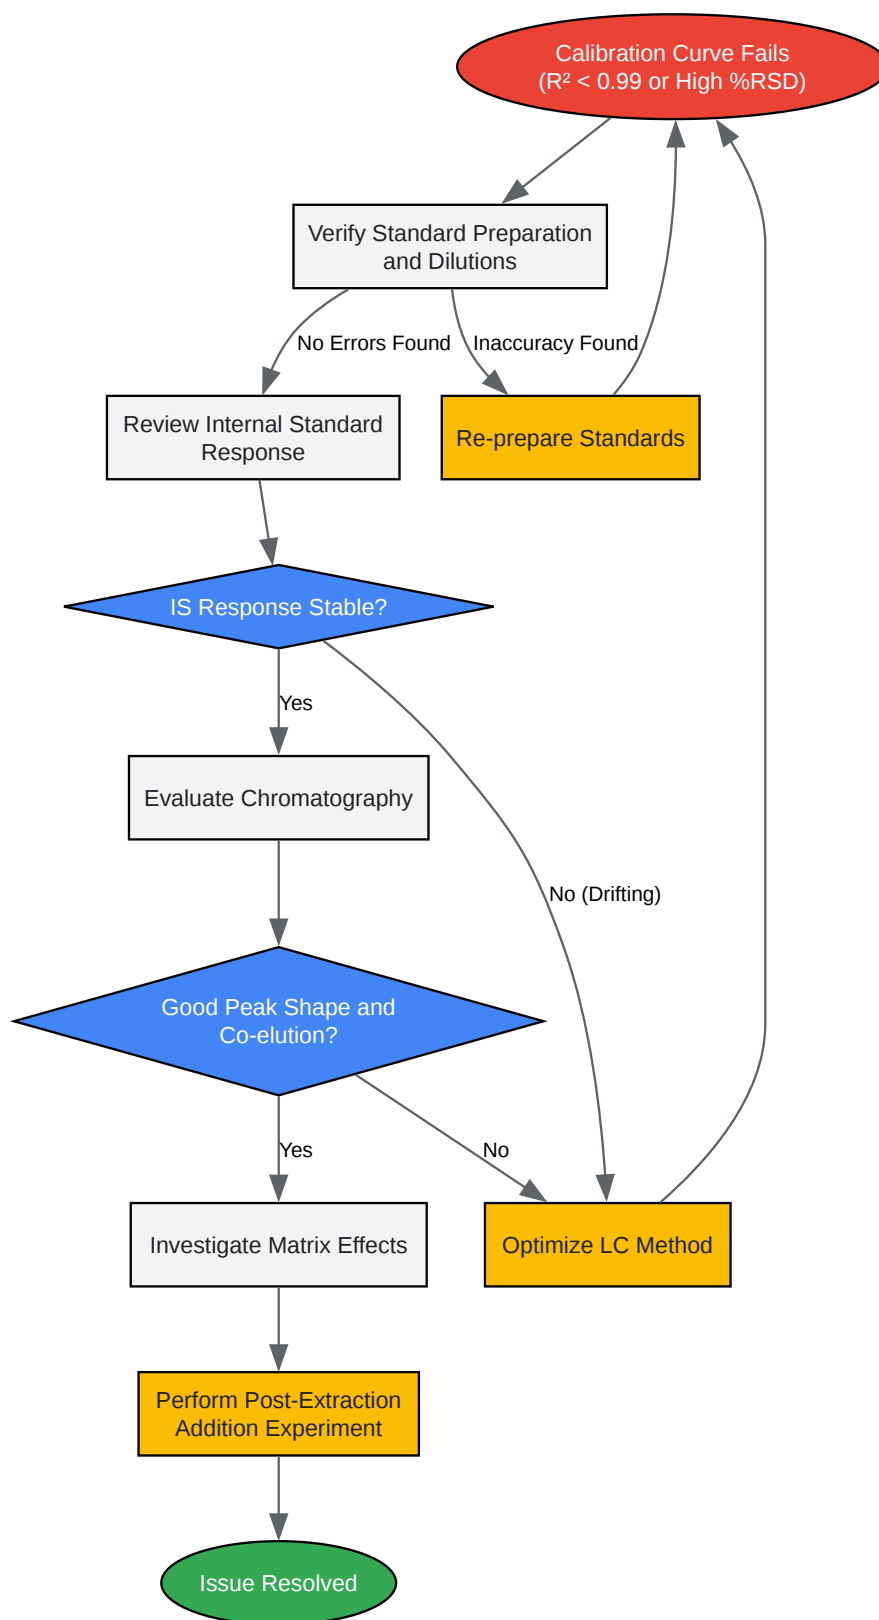 Calibration Curve Fails
(R² < 0.99 or High %RSD)
Verify Standard Preparation
and Dilutions
No Errors Found
Inaccuracy Found
Review Internal Standard
Response
Re-prepare Standards
IS Response Stable?
Yes
Evaluate Chromatography
No (Drifting)
Good Peak Shape and
Co-elution?
Yes
No
Investigate Matrix Effects
Optimize LC Method
Perform Post-Extraction
Addition Experiment
Issue Resolved